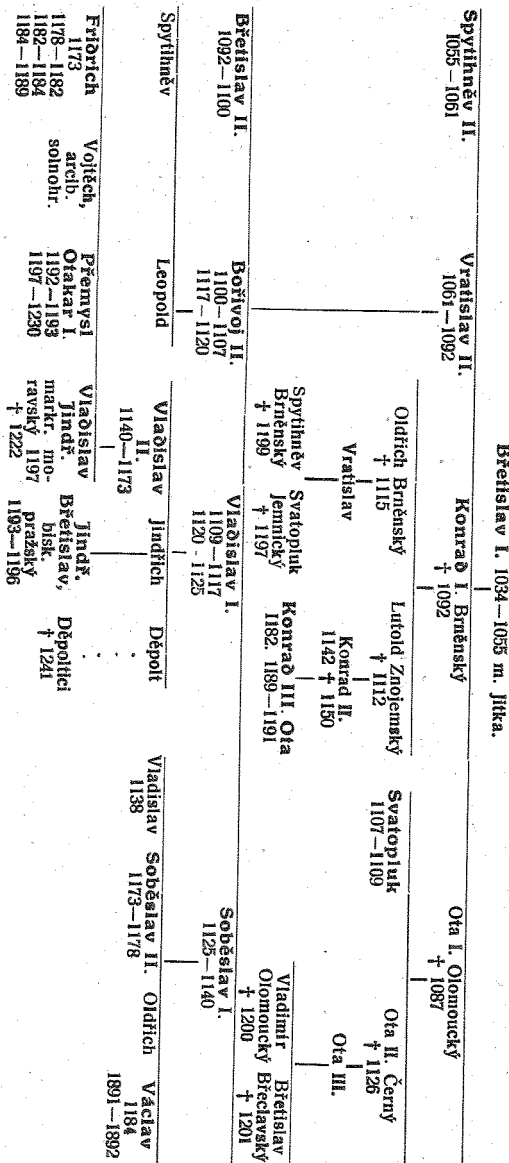 Břetislav I. 1034—1055 m. Jitka.
Spytihněv II.
1055—1061
Vratislav II.
1061—1092
Konrad I. Brněnský
† 1092
Ota I. Olomoucký
† 1087
Oldřich Brněnský
† 1115
Lutold Znojemský
† 1112
Svatopluk
1107—1109
Ota II. Černý
† 1126
Vratislav
Konrad II.
1142 † 1150
Ota III.
Spytihněv
Brněnský
† 1199
Svatopluk
Jemnický
† 1197
Konrad III. Ota
1182. 1189—1191
Vladimir
Olomoucký
† 1200
Břetislav
Břeclavský
† 1201
Břetislav II.
1092—1100
Bořivoj II.
1100—1107
1117—1120
Vladislav I.
1109—1117
1120 - 1125
Soběslav I.
1125—1140
Spytihněv
Leopold
Vladislav
II.
1140—1173
Jindřich
Děpolt
Vladislav
1138
Soběslav II.
1173—1178
Oldřich
Václav
1184
1891—1892
Fridrich
1173
1178—1182
1182—1184
1184—1189
Vojtěch,
arcib.
solnohr.
Přemysl
Otakar I.
1192—1193
1197—1230
Vladislav
Jindř.
markr. mo-
ravský 1197
† 1222
Jindř.
Břetislav,
bisk.
pražský
1193—1196
Děpoltici
† 1241